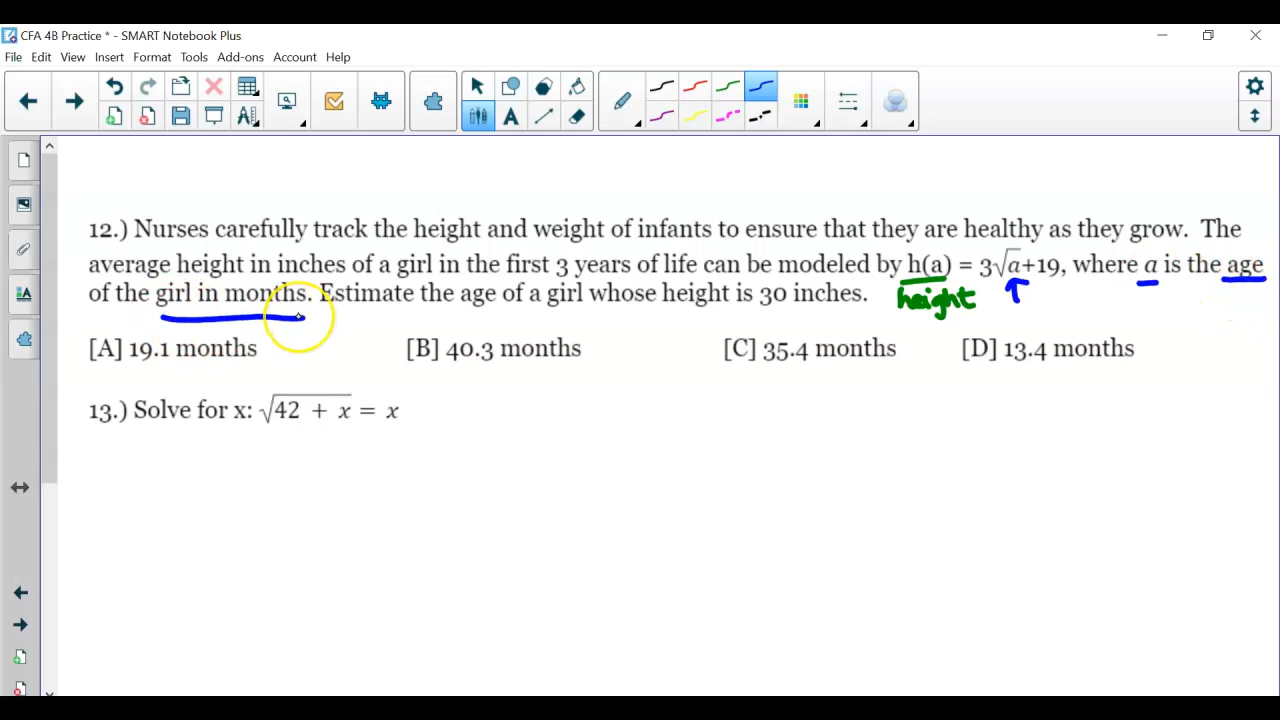 CFA 4B Practice * - SMART Notebook Plus
File Edit View Insert Format Tools Add-ons Account Help
12.) Nurses carefully track the height and weight of infants to ensure that they are healthy as they grow. The
average height in inches of a girl in the first 3 years of life can be modeled by h(a) = 3√a+19, where a is the age
of the girl in months. Estimate the age of a girl whose height is 30 inches.
height
[A] 19.1 months [B] 40.3 months [C] 35.4 months [D] 13.4 months
13.) Solve for x: √42 + x = x